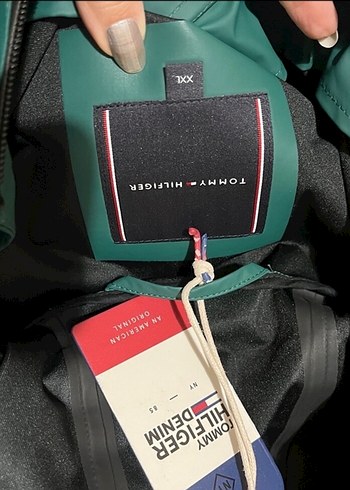 XXL
TOMMY HILFIGER
AN AMERICAN
ORIGINAL
NY — 85
TOMMY
HILFIGER
DENIM